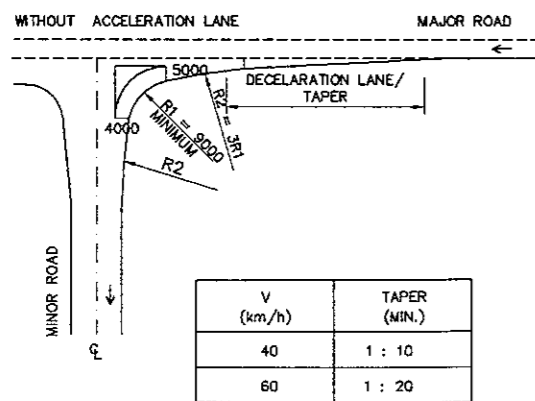 WITHOUT ACCELERATION LANE
MAJOR ROAD
5000
DECELARATION LANE/
TAPER
4000
R1 = 9000
MINIMUM
R2 = 3R1
R2
MINOR ROAD
℄
V
(km/h)
TAPER
(MIN.)
40
1 : 10
60
1 : 20